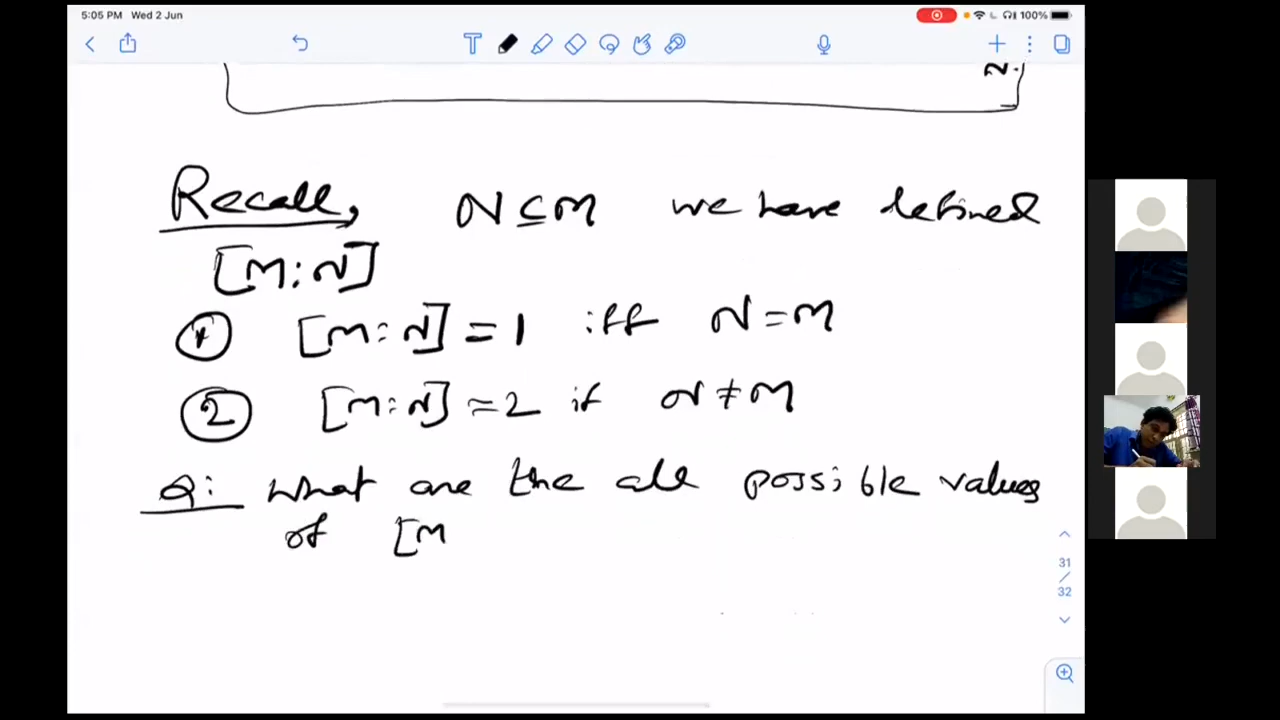 5:05 PM Wed 2 Jun
100%
N.
Recall, N ⊆ M we have defined
[M:N]
① [M:N] = 1 iff N = M
② [M:N] = 2 if N ≠ M
Q: What are the all possible values
of [M
31
/
32